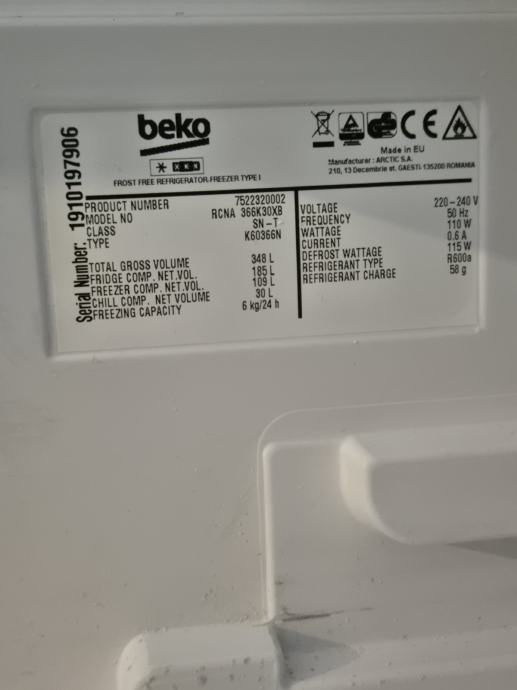 beko
FROST FREE REFRIGERATOR-FREEZER TYPE I
CE
Made in EU
Manufacturer : ARCTIC S.A.
210, 13 Decembrie st. GAESTI- 135200- ROMANIA
Serial Number: 1910197906
PRODUCT NUMBER 7522320002
MODEL NO RCNA 366K30XB
CLASS SN-T
TYPE K60366N
TOTAL GROSS VOLUME 348 L
FRIDGE COMP. NET.VOL. 185 L
FREEZER COMP. NET.VOL. 109 L
CHILL COMP. NET VOLUME 30 L
FREEZING CAPACITY 6 kg/24 h
VOLTAGE 220-240 V
FREQUENCY 50 Hz
WATTAGE 110 W
CURRENT 0.6 A
DEFROST WATTAGE 115 W
REFRIGERANT TYPE R600a
REFRIGERANT CHARGE 58 g